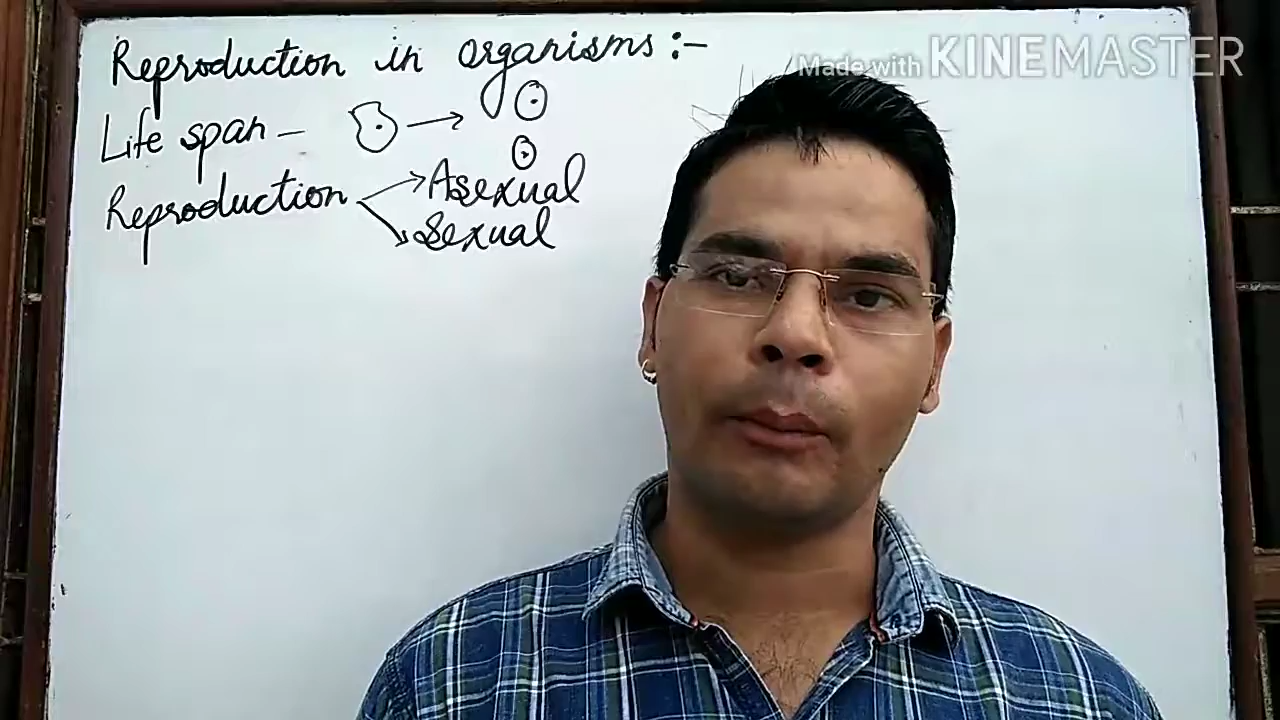 Reproduction in organisms :-
Made with KINEMASTER
Life span -
Reproduction → Asexual
→ Sexual